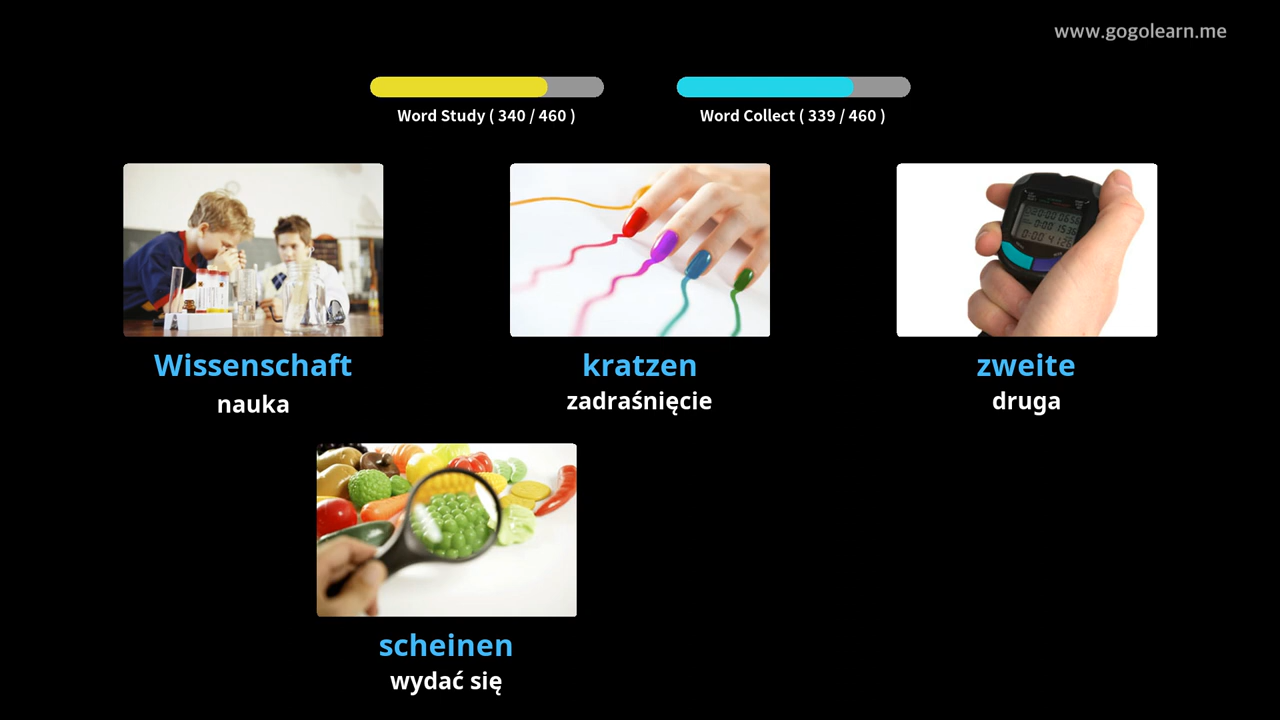 www.gogolearn.me
Word Study ( 340 / 460 )
Word Collect ( 339 / 460 )
Wissenschaft
nauka
kratzen
zadraśnięcie
zweite
druga
scheinen
wydać się